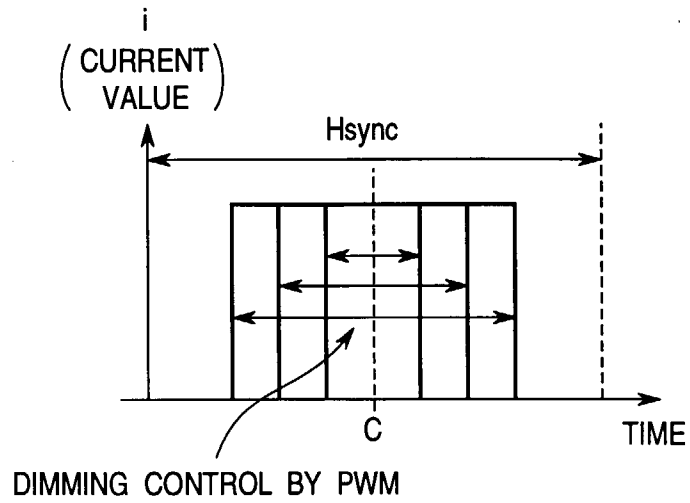 i
(CURRENT
VALUE)
Hsync
C
TIME
DIMMING CONTROL BY PWM